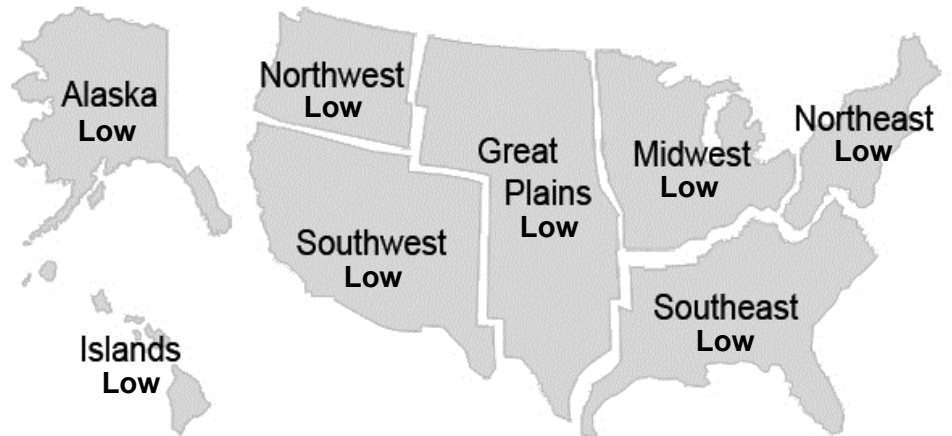 Alaska
Low
Northwest
Low
Great
Plains
Low
Midwest
Low
Northeast
Low
Southwest
Low
Southeast
Low
Islands
Low